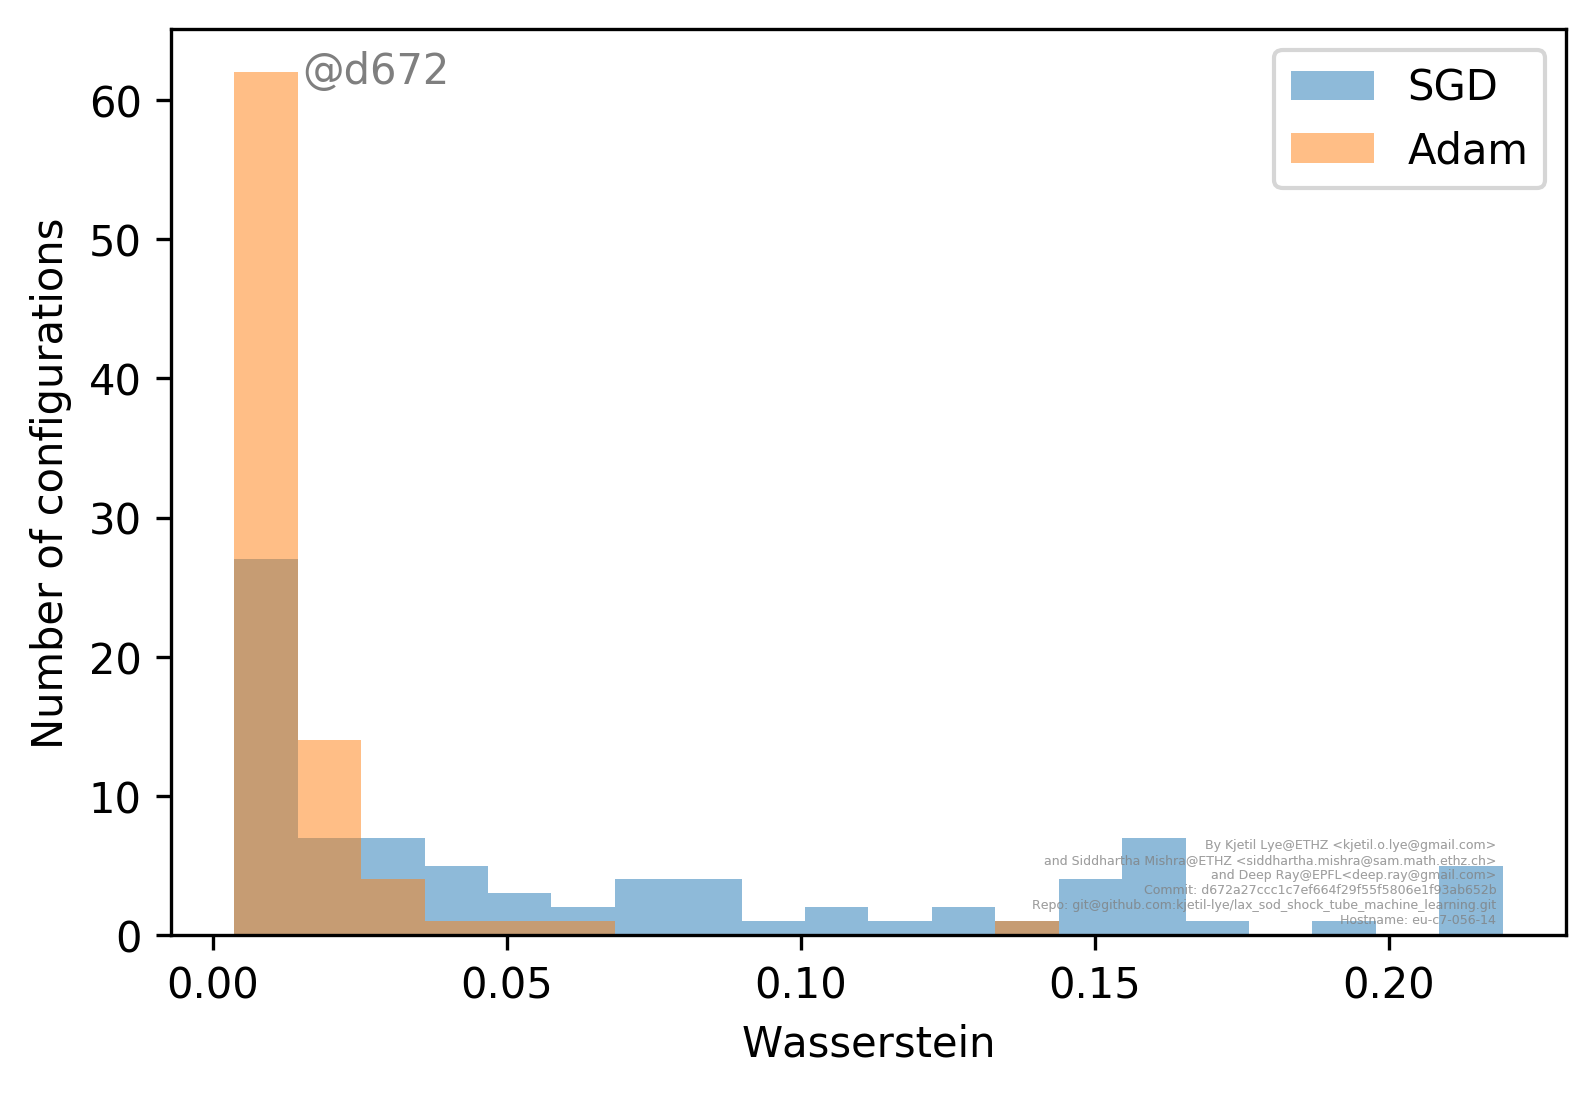 @d672
SGD
Adam
60
50
40
30
20
10
0
Number of configurations
0.00 0.05 0.10 0.15 0.20
Wasserstein
By Kjetil Lye@ETHZ <kjetil.o.lye@gmail.com>
and Siddhartha Mishra@ETHZ <siddhartha.mishra@sam.math.ethz.ch>
and Deep Ray@EPFL<deep.ray@gmail.com>
Commit: d672a27ccc1c7ef664f29f55f5806e1f93ab652b
Repo: git@github.com:kjetil-lye/lax_sod_shock_tube_machine_learning.git
Hostname: eu-c7-056-14